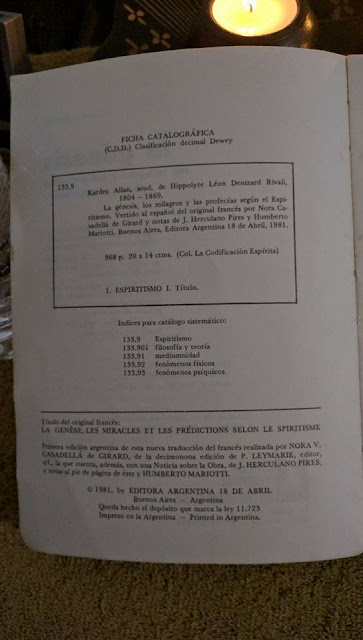 FICHA CATALOGRÁFICA
(C.D.D.) Clasificación decimal Dewey
133.9
Kardec Allan, seud. de Hippolyte Léon Denizard Rivail,
1804 — 1869.
La génesis, los milagros y las profecías según el Espi-
ritismo. Vertido al español del original francés por Nora Ca-
sadellá de Girard y notas de J. Herculano Pires y Humberto
Mariotti. Buenos Aires, Editora Argentina 18 de Abril, 1981.
368 p. 20 x 14 ctms. (Col. La Codificación Espírita)
1. ESPIRITISMO I. Título.
Indices para catálogo sistemático:
133.9 Espiritismo
133.901 filosofía y teoría
133.91 mediumnidad
133.92 fenómenos físicos
133.93 fenómenos psíquicos
Título del original francés:
LA GENÈSE, LES MIRACLES ET LES PRÉDICTIONS SELON LE SPIRITISME
Primera edición argentina de esta nueva traducción del francés realizada por NORA V.
CASADELLÁ de GIRARD, de la decimonona edición de P. LEYMARIE, editor,
la que cuenta, además, con una Noticia sobre la Obra, de J. HERCULANO PIRES,
y notas al pie de página de éste y HUMBERTO MARIOTTI.
© 1981, by EDITORA ARGENTINA 18 DE ABRIL
Buenos Aires — Argentina
Queda hecho el depósito que marca la ley 11.723
Impreso en la Argentina — Printed in Argentina.